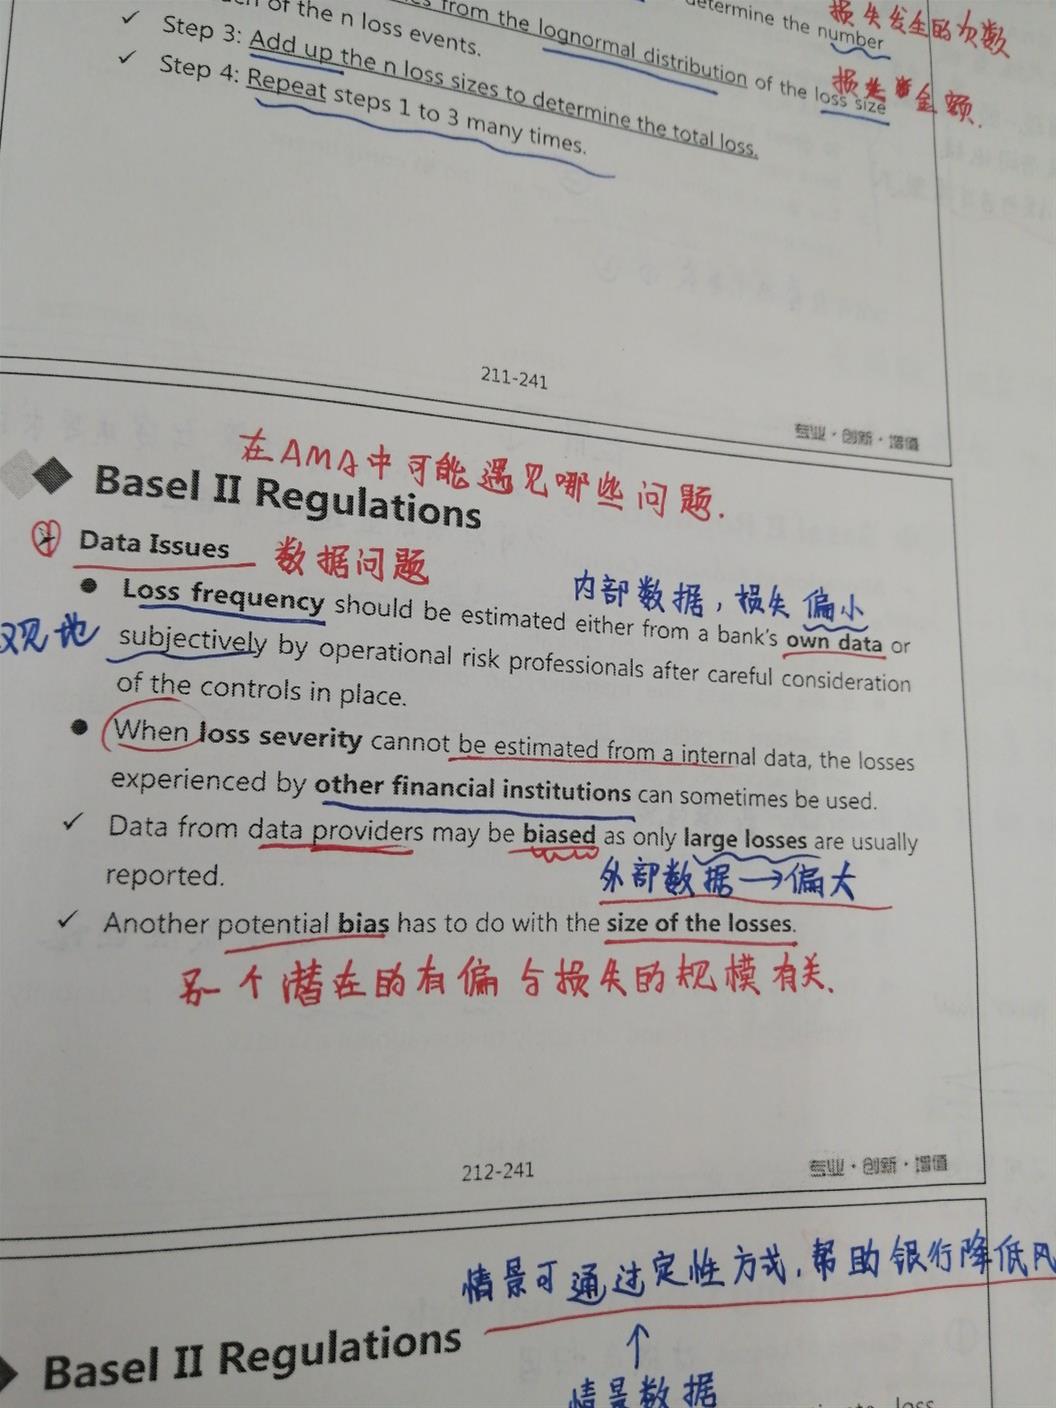 of the n loss events.
from the lognormal distribution of the loss size
determine the number
损失发生的次数
损失金额.
✓ Step 3: Add up the n loss sizes to determine the total loss.
✓ Step 4: Repeat steps 1 to 3 many times.
211-241
专业·创新·增值
在AMA中可能遇见哪些问题.
Basel II Regulations
① Data Issues 数据问题
内部数据，损失偏小
● Loss frequency should be estimated either from a bank's own data or
观地 subjectively by operational risk professionals after careful consideration
of the controls in place.
● When loss severity cannot be estimated from a internal data, the losses
experienced by other financial institutions can sometimes be used.
✓ Data from data providers may be biased as only large losses are usually
reported.
外部数据→偏大
✓ Another potential bias has to do with the size of the losses.
另一个潜在的有偏与损失的规模有关.
212-241
专业·创新·增值
情景可通过定性方式,帮助银行降低风
↑
情景数据
Basel II Regulations
loss